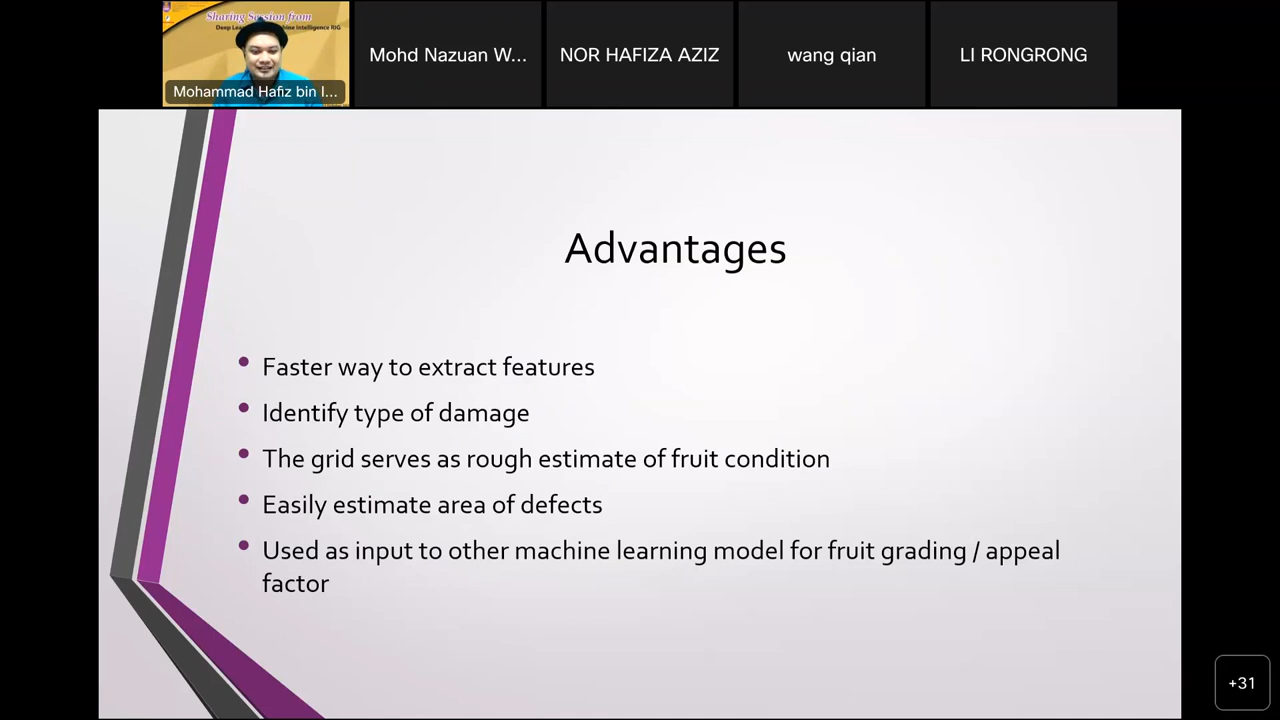 Sharing Session from
Mohd Nazuan W...
NOR HAFIZA AZIZ
wang qian
LI RONGRONG
Mohammad Hafiz bin I...
Advantages
• Faster way to extract features
• Identify type of damage
• The grid serves as rough estimate of fruit condition
• Easily estimate area of defects
• Used as input to other machine learning model for fruit grading / appeal
factor
+31